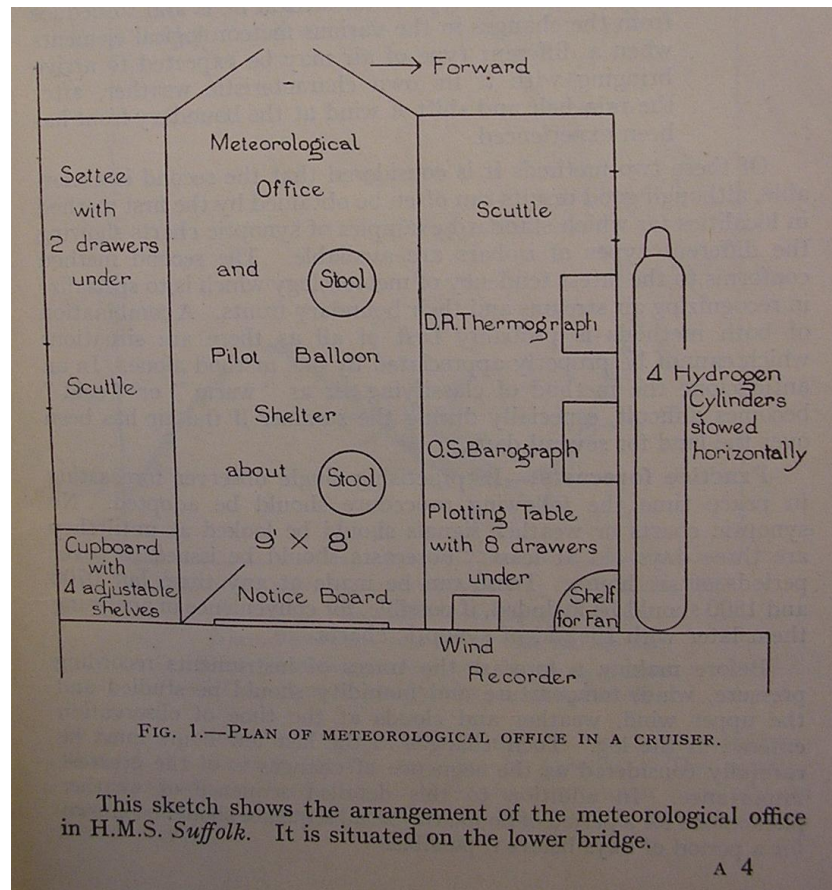 Forward
Meteorological
Office
and
Stool
Pilot Balloon
Shelter
about
Stool
9' X 8'
Notice Board
Settee
with
2 drawers
under
Scuttle
Cupboard
with
4 adjustable
shelves
Scuttle
D.R. Thermograph
O.S. Barograph
Plotting Table
with 8 drawers
under
Shelf
for Fan
4 Hydrogen
Cylinders
stowed
horizontally
Wind
Recorder
FIG. 1.—PLAN OF METEOROLOGICAL OFFICE IN A CRUISER.
This sketch shows the arrangement of the meteorological office
in H.M.S. Suffolk. It is situated on the lower bridge.
A 4